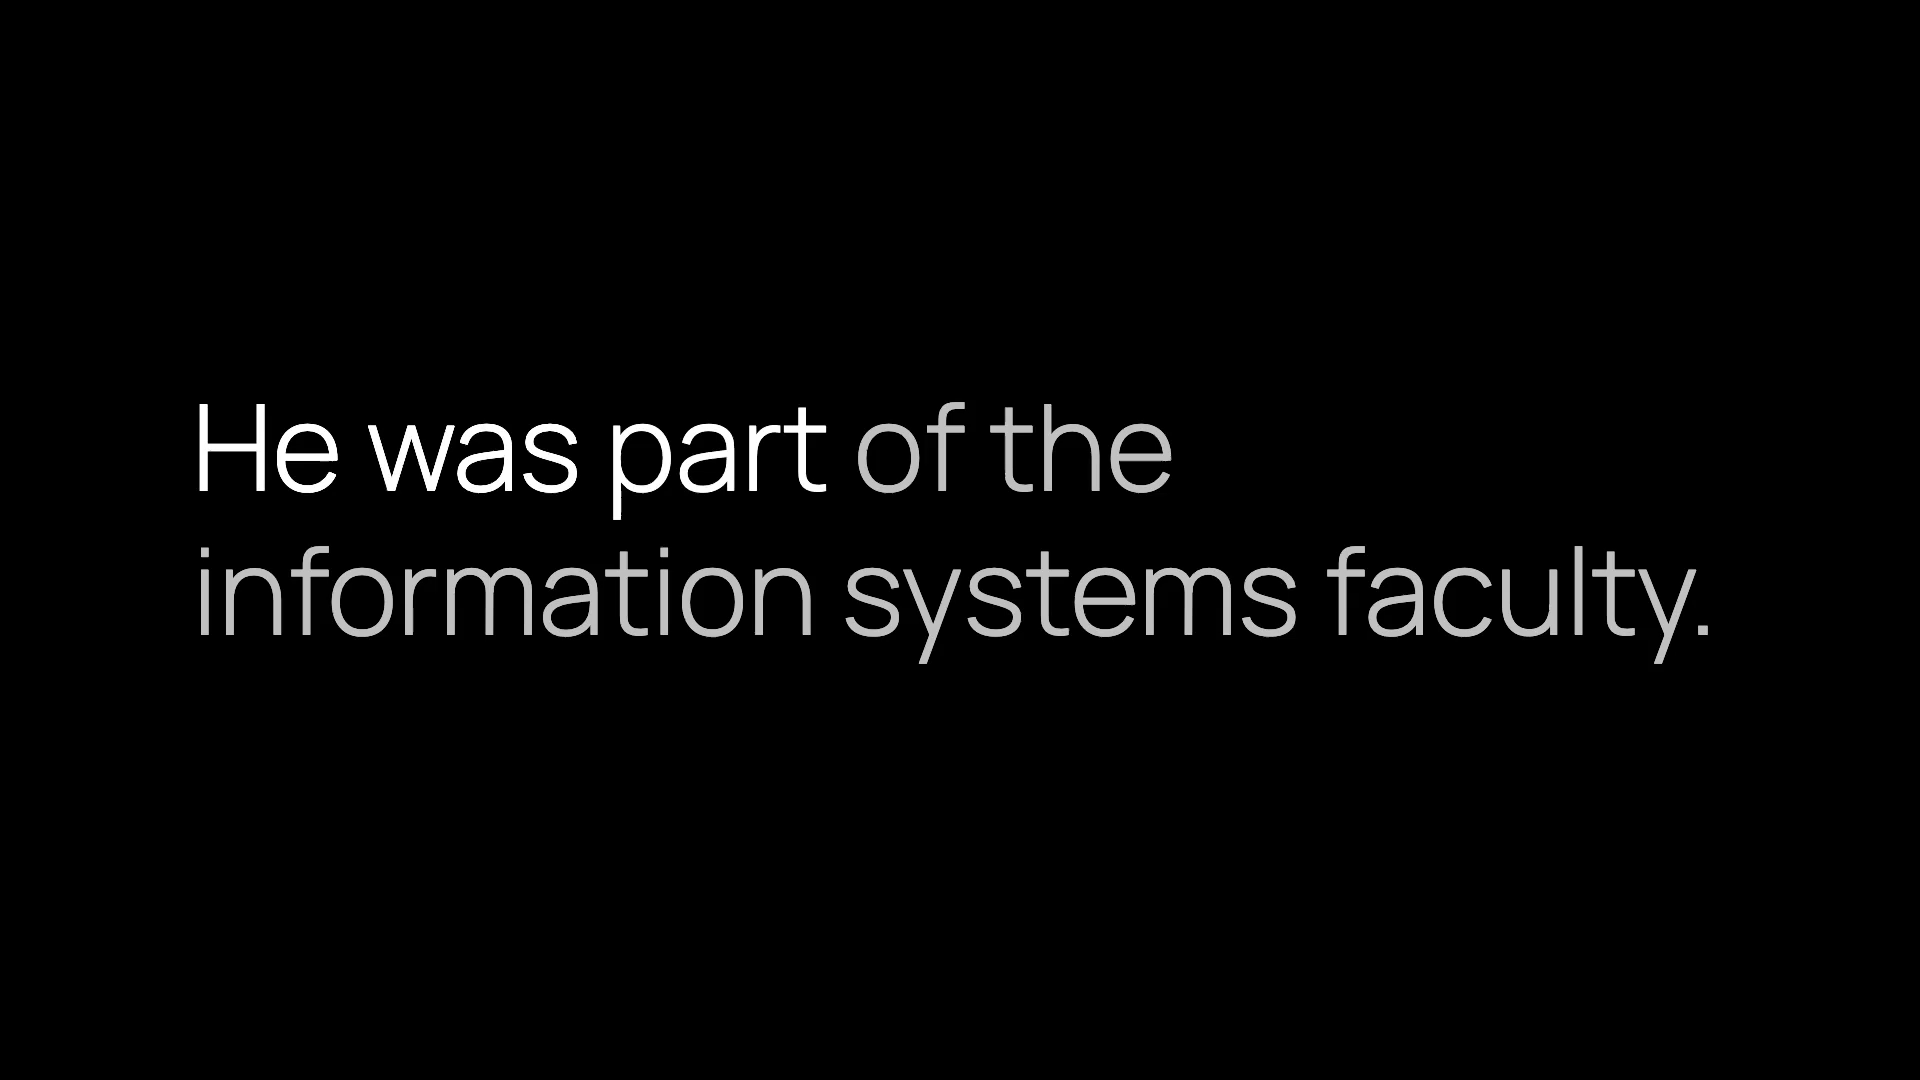 He was part of the
information systems faculty.